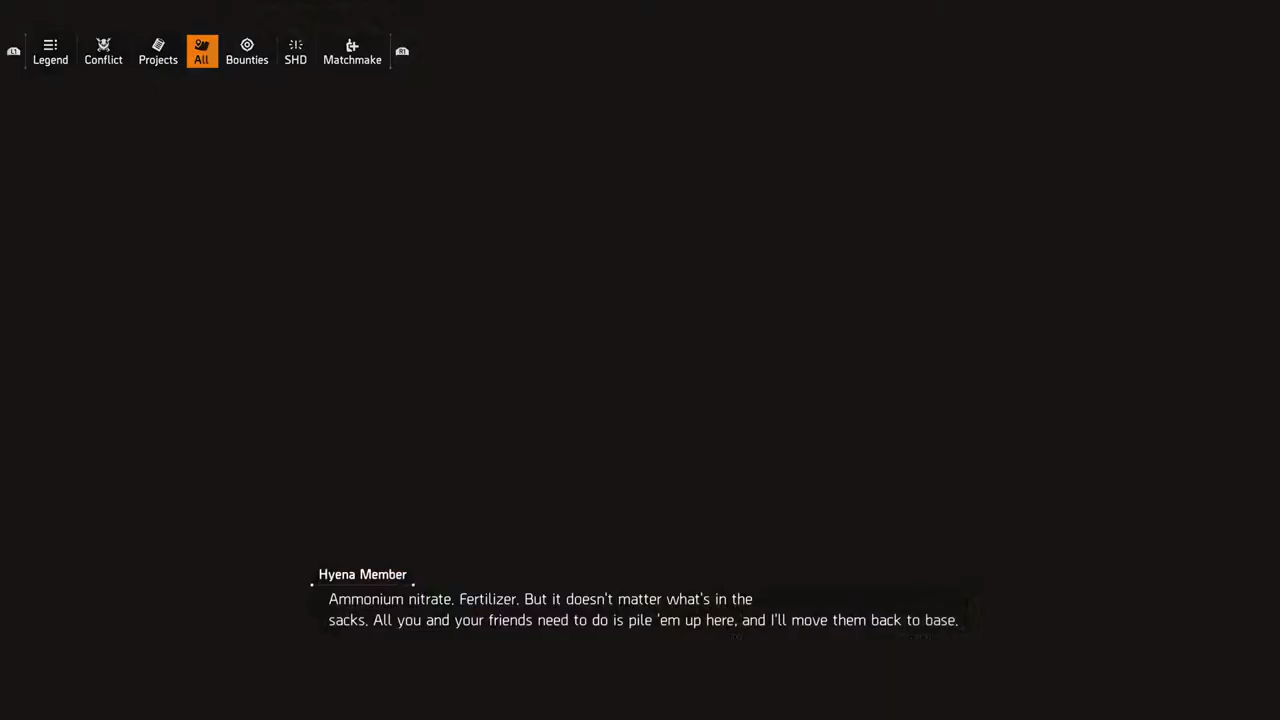 L1 Legend Conflict Projects All Bounties SHD Matchmake R1
Hyena Member
Ammonium nitrate. Fertilizer. But it doesn't matter what's in the
sacks. All you and your friends need to do is pile 'em up here, and I'll move them back to base.